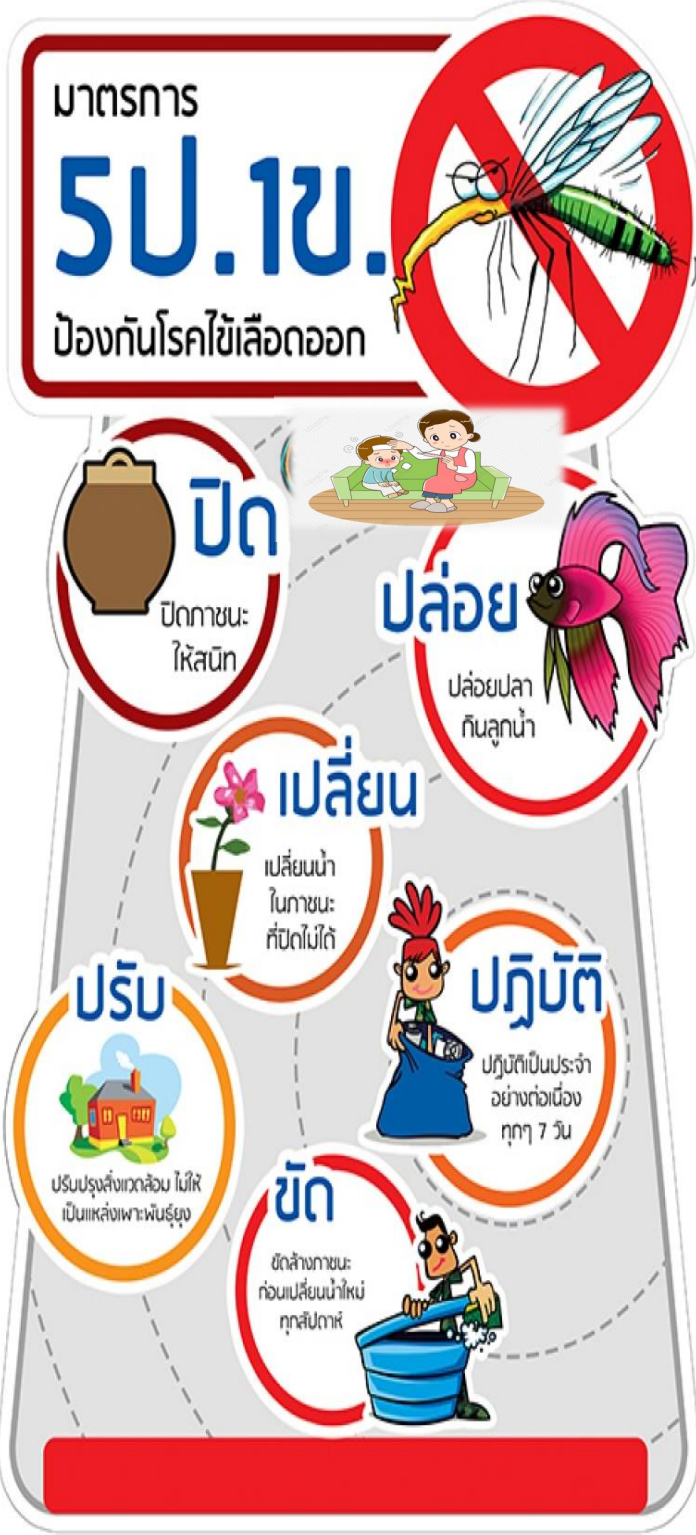 มาตรการ
5ป.1ข.
ป้องกันโรคไข้เลือดออก
ปิด
ปิดภาชนะ
ให้สนิท
ปล่อย
ปล่อยปลา
กินลูกน้ำ
เปลี่ยน
เปลี่ยนน้ำ
ในภาชนะ
ที่ปิดไม่ได้
ปฏิบัติ
ปฏิบัติเป็นประจำ
อย่างต่อเนื่อง
ทุกๆ 7 วัน
ปรับ
ปรับปรุงสิ่งแวดล้อม ไม่ให้
เป็นแหล่งเพาะพันธุ์ยุง
ขัด
ขัดล้างภาชนะ
ก่อนเปลี่ยนน้ำใหม่
ทุกสัปดาห์